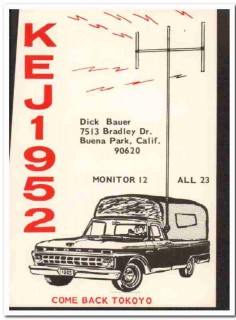 KEJ1952
Dick Bauer
7513 Bradley Dr.
Buena Park, Calif.
90620
MONITOR 12 ALL 23
COME BACK TOKOYO